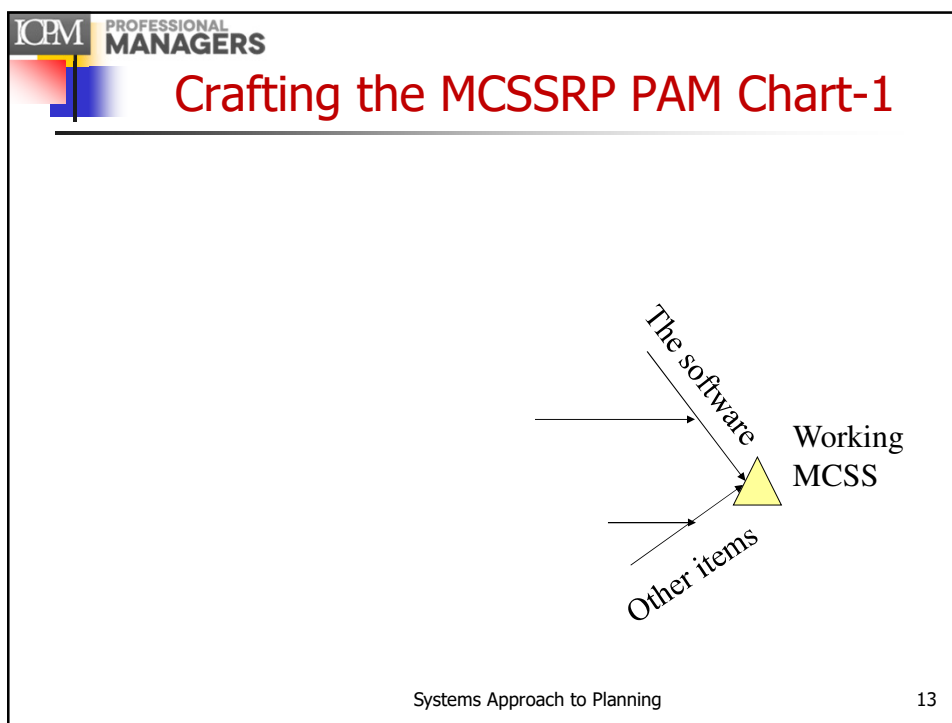 ICPM PROFESSIONAL
MANAGERS
Crafting the MCSSRP PAM Chart-1
The software
Working
MCSS
Other items
Systems Approach to Planning
13